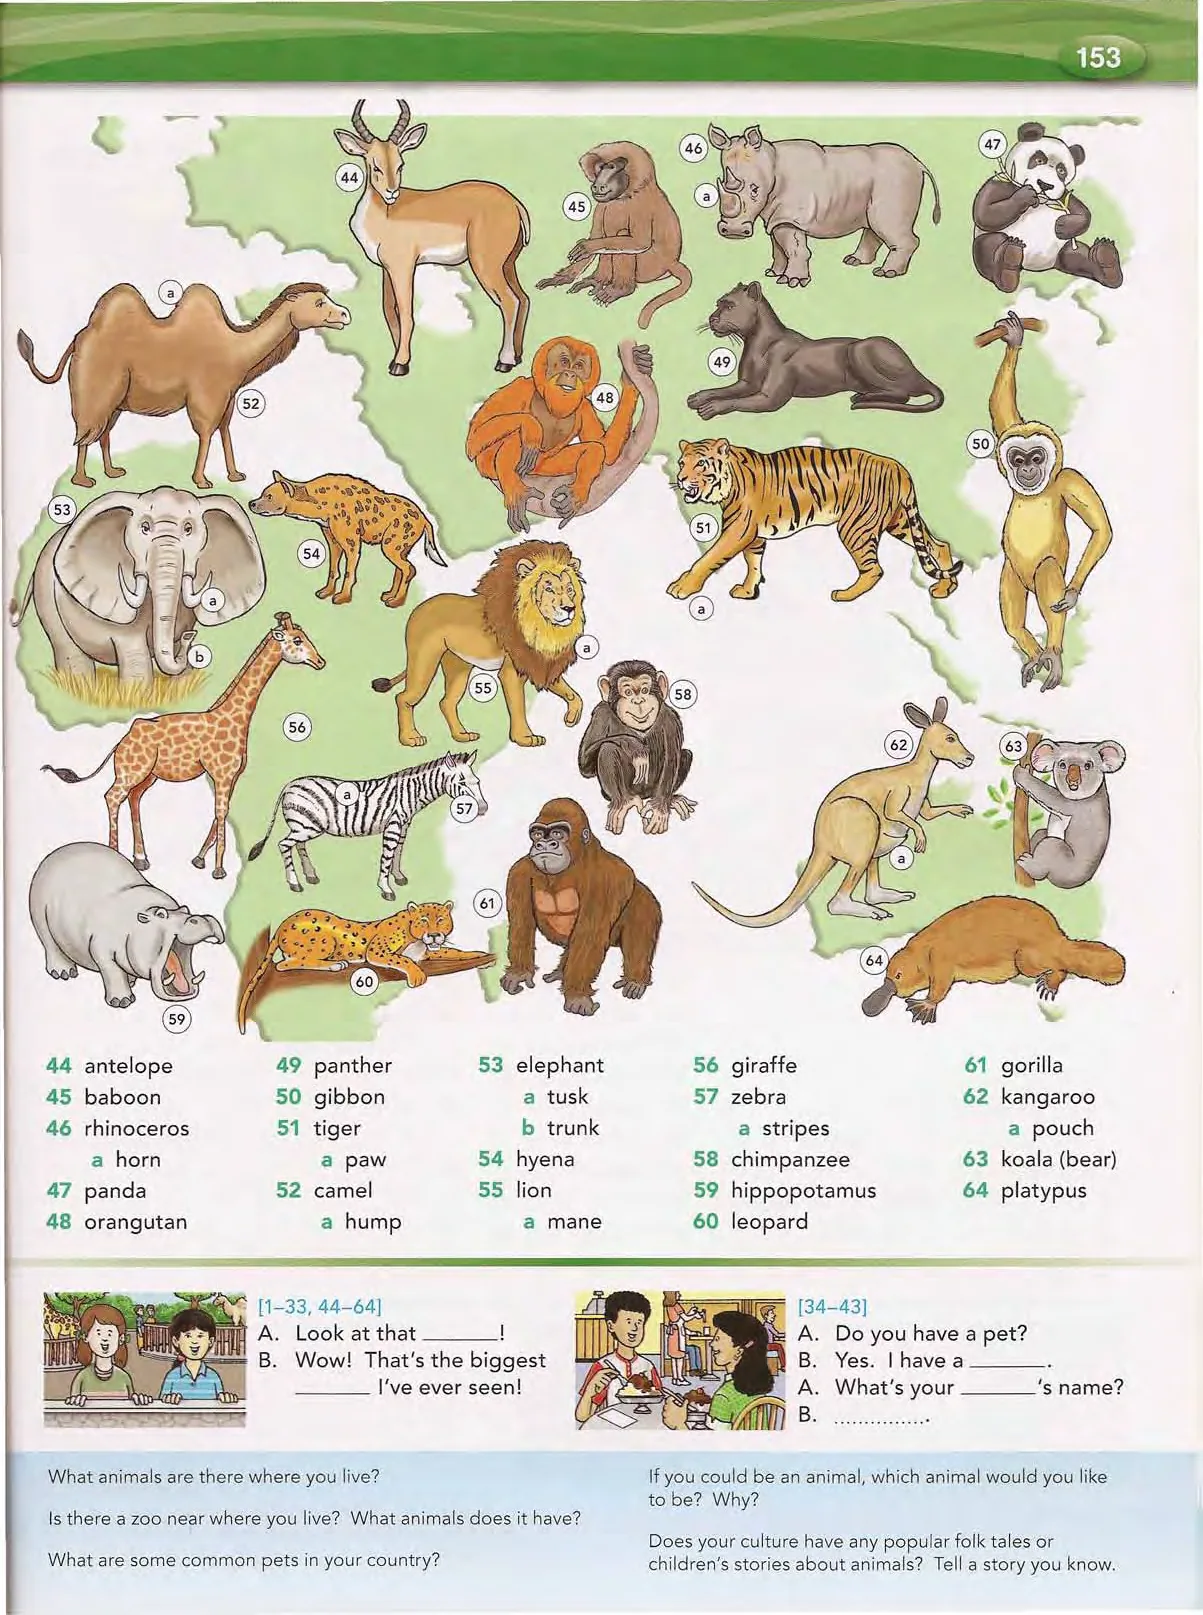 153
44
45
46
a
47
a
52
48
49
50
53
a
b
54
51
a
a
55
58
56
a
57
62
63
a
61
60
59
64
44 antelope
45 baboon
46 rhinoceros
a horn
47 panda
48 orangutan
49 panther
50 gibbon
51 tiger
a paw
52 camel
a hump
53 elephant
a tusk
b trunk
54 hyena
55 lion
a mane
56 giraffe
57 zebra
a stripes
58 chimpanzee
59 hippopotamus
60 leopard
61 gorilla
62 kangaroo
a pouch
63 koala (bear)
64 platypus
[1–33, 44–64]
A. Look at that ______!
B. Wow! That's the biggest
______ I've ever seen!
[34–43]
A. Do you have a pet?
B. Yes. I have a ______.
A. What's your ______'s name?
B. ................
What animals are there where you live?
Is there a zoo near where you live? What animals does it have?
What are some common pets in your country?
If you could be an animal, which animal would you like
to be? Why?
Does your culture have any popular folk tales or
children's stories about animals? Tell a story you know.